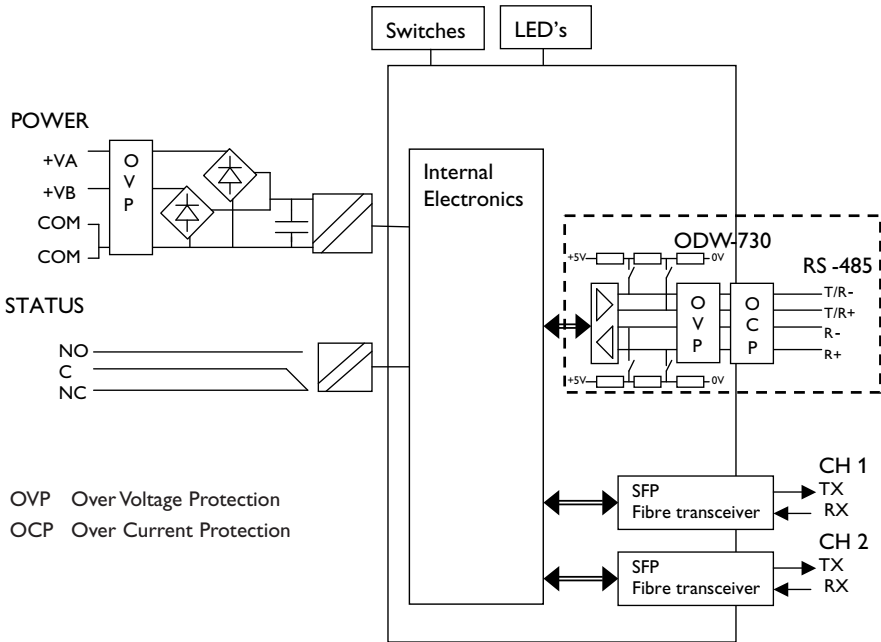 Switches
LED's
POWER
+VA
+VB
COM
COM
O
V
P
Internal
Electronics
ODW-730
+5V
0V
RS -485
O
V
P
O
C
P
T/R-
T/R+
R-
R+
+5V
0V
STATUS
NO
C
NC
OVP Over Voltage Protection
OCP Over Current Protection
SFP
Fibre transceiver
CH 1
TX
RX
SFP
Fibre transceiver
CH 2
TX
RX